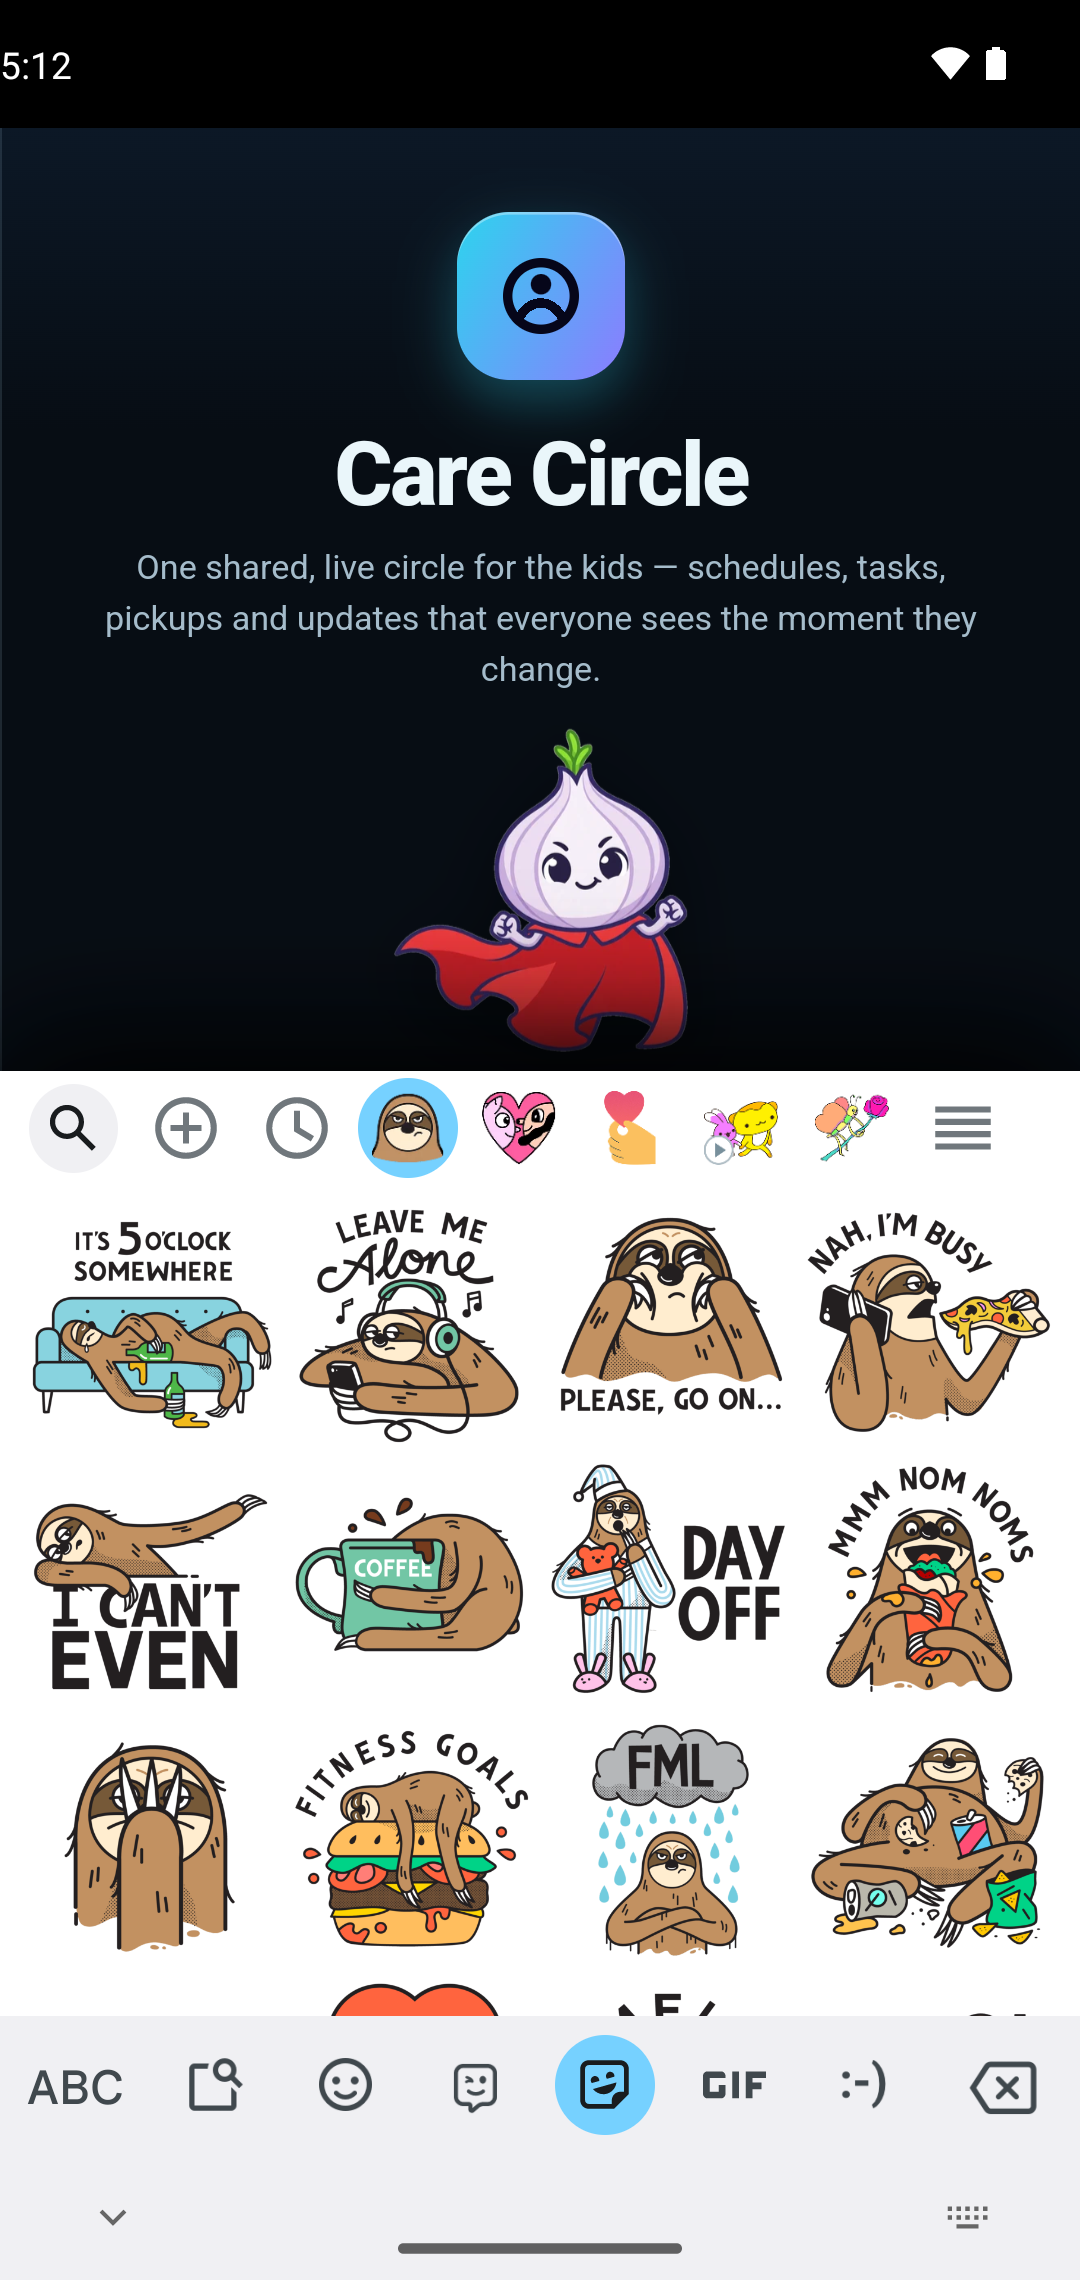 5:12
Care Circle
One shared, live circle for the kids — schedules, tasks,
pickups and updates that everyone sees the moment they
change.
IT'S 5 O'CLOCK
SOMEWHERE
LEAVE ME
Alone
PLEASE, GO ON...
NAH, I'M BUSY
I CAN'T
EVEN
COFFEE
DAY
OFF
MMM NOM NOMS
FITNESS GOALS
FML
ABC
GIF
:-)